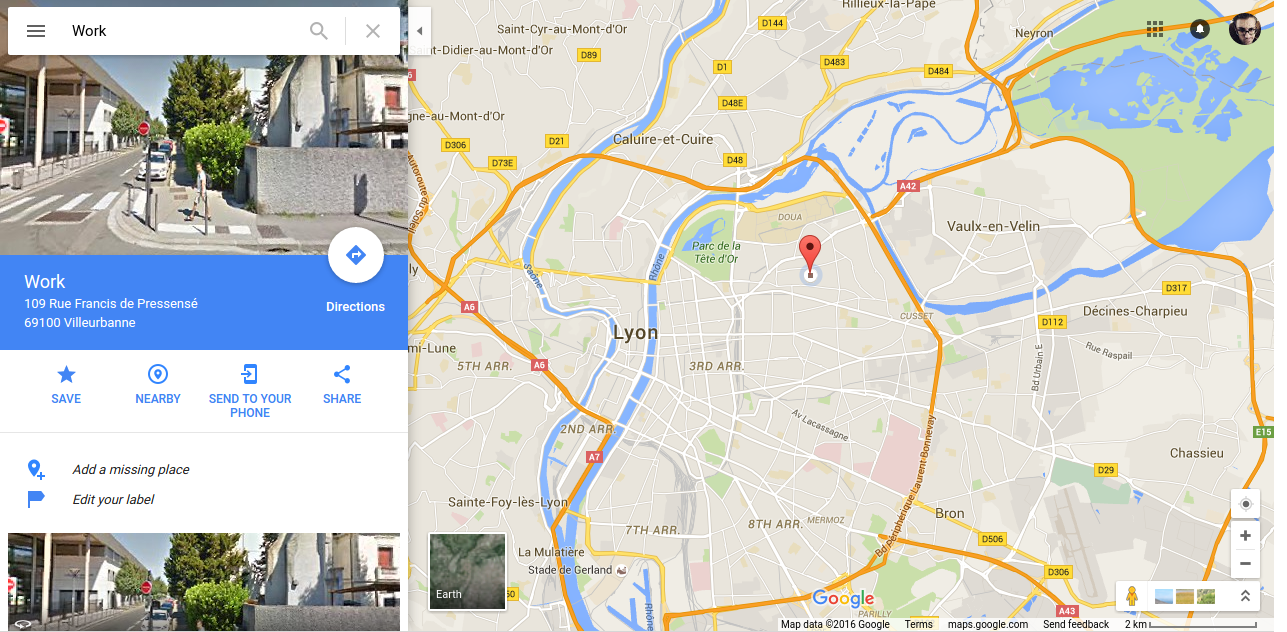 Work
Work
109 Rue Francis de Pressensé
69100 Villeurbanne
Directions
SAVE
NEARBY
SEND TO YOUR
PHONE
SHARE
Add a missing place
Edit your label
Rillieux-la-Pape
D144
Saint-Cyr-au-Mont-d'Or
Neyron
nt-Didier-au-Mont-d'Or
D89
D1
D483
D484
D48E
gne-au-Mont-d'Or
D306
D21
Caluire-et-Cuire
D73E
D48
Autoroute du Soleil
A42
DOUA
Vaulx-en-Velin
Parc de la
Tête d'Or
Rhône
Saône
D317
A6
CUSSET
D112
Décines-Charpieu
Lyon
mi-Lune
Rue Raspail
A6
5TH ARR.
3RD ARR.
Bd Urbain E
Av Lacassagne
2ND ARR.
E15
A7
Chassieu
D29
Bd Périphérique Laurent Bonnevay
Sainte-Foy-lès-Lyon
7TH ARR.
8TH ARR.
MERMOZ
Bron
D506
La Mulatière
Stade de Gerland
D306
Earth
50
Rhône
Google
PARILLY
A43
Map data ©2016 Google
Terms
maps.google.com
Send feedback
2 km